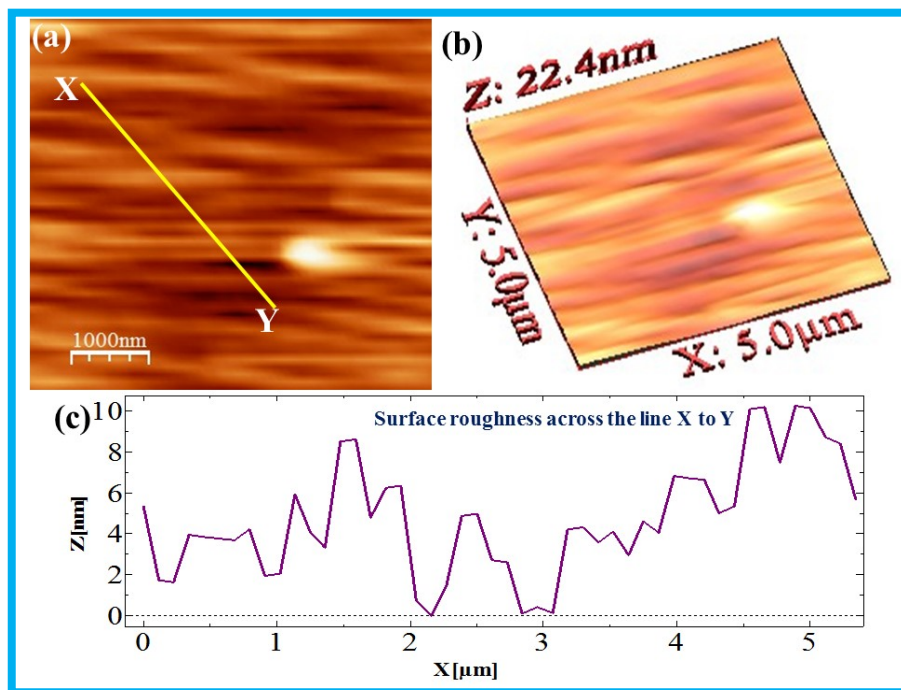 (a)
X
Y
1000nm
(b)
Z: 22.4nm
Y: 5.0µm
X: 5.0µm
(c)
Surface roughness across the line X to Y
Z[nm]
10
8
6
4
2
0
0 1 2 3 4 5
X[µm]